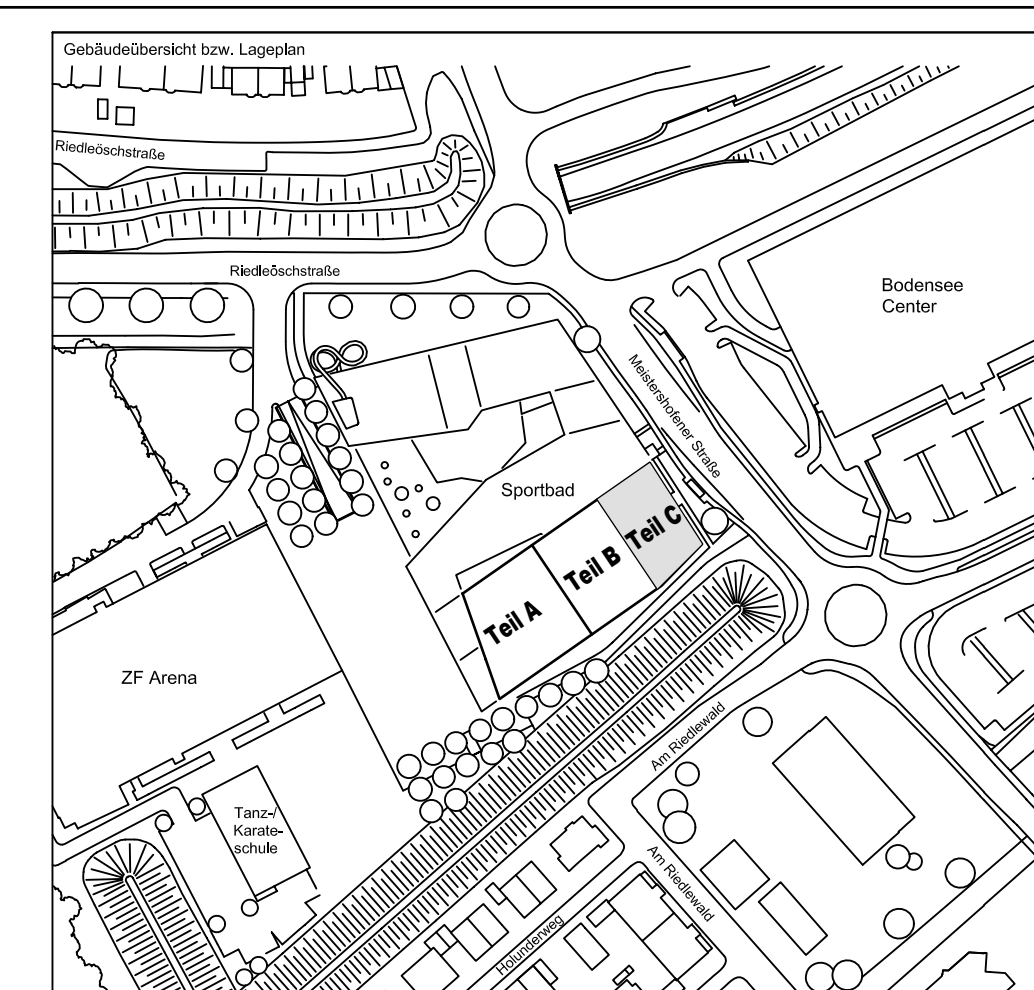 Gebäudeübersicht bzw. Lageplan
Riedleöschstraße
Riedleöschstraße
Bodensee
Center
Meistershofener Straße
Sportbad
Teil C
Teil B
Teil A
ZF Arena
Am Riedlewald
Tanz-/
Karate-
schule
Am Riedlewald
Holunderweg